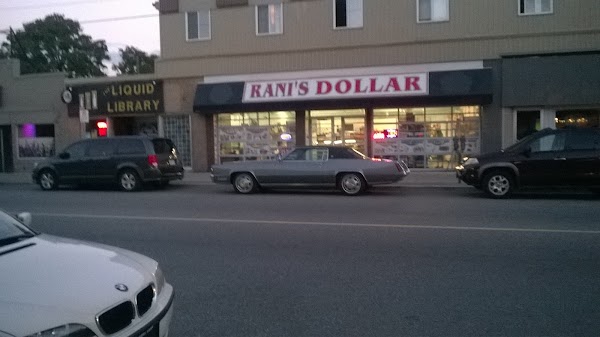 THE
LIQUID
LIBRARY
RANI'S DOLLAR